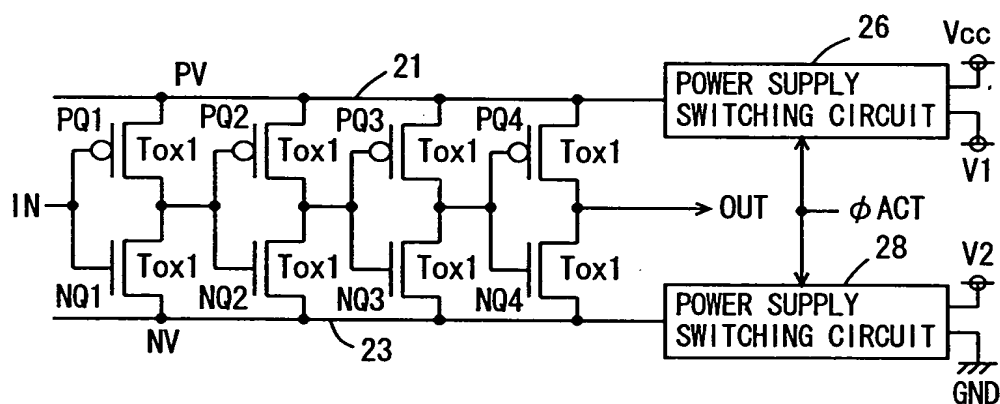 26
Vcc
21
PV
POWER SUPPLY
SWITCHING CIRCUIT
PQ1
PQ2
PQ3
PQ4
Tox1
Tox1
Tox1
Tox1
V1
IN
OUT
φACT
28
V2
Tox1
Tox1
Tox1
Tox1
NQ1
NQ2
NQ3
NQ4
POWER SUPPLY
SWITCHING CIRCUIT
NV
23
GND